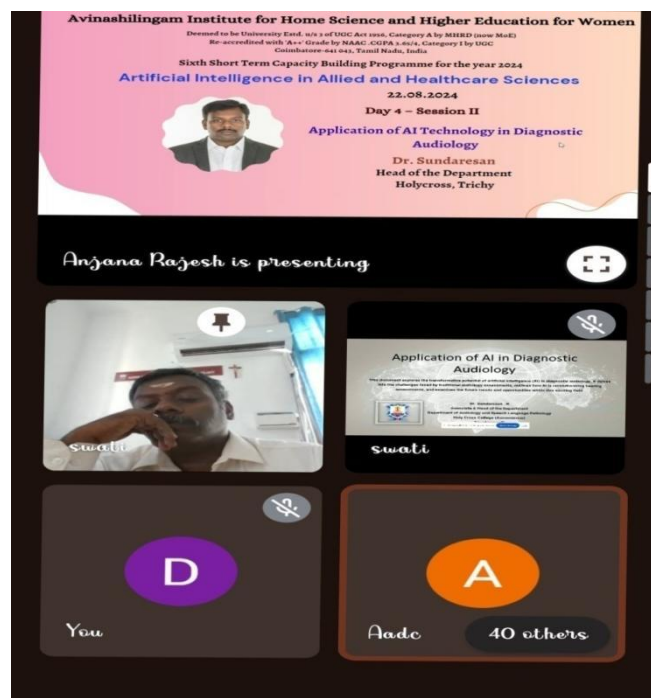 Avinashilingam Institute for Home Science and Higher Education for Women
Deemed to be University Estd. u/s 3 of UGC Act 1956, Category A by MHRD (now MoE)
Re-accredited with 'A++' Grade by NAAC .CGPA 3.65/4, Category I by UGC
Coimbatore-641 043, Tamil Nadu, India
Sixth Short Term Capacity Building Programme for the year 2024
Artificial Intelligence in Allied and Healthcare Sciences
22.08.2024
Day 4 – Session II
Application of AI Technology in Diagnostic
Audiology
Dr. Sundaresan
Head of the Department
Holycross, Trichy
Anjana Rajesh is presenting
swati
Application of AI in Diagnostic
Audiology
swati
D
You
A
Aadc
40 others